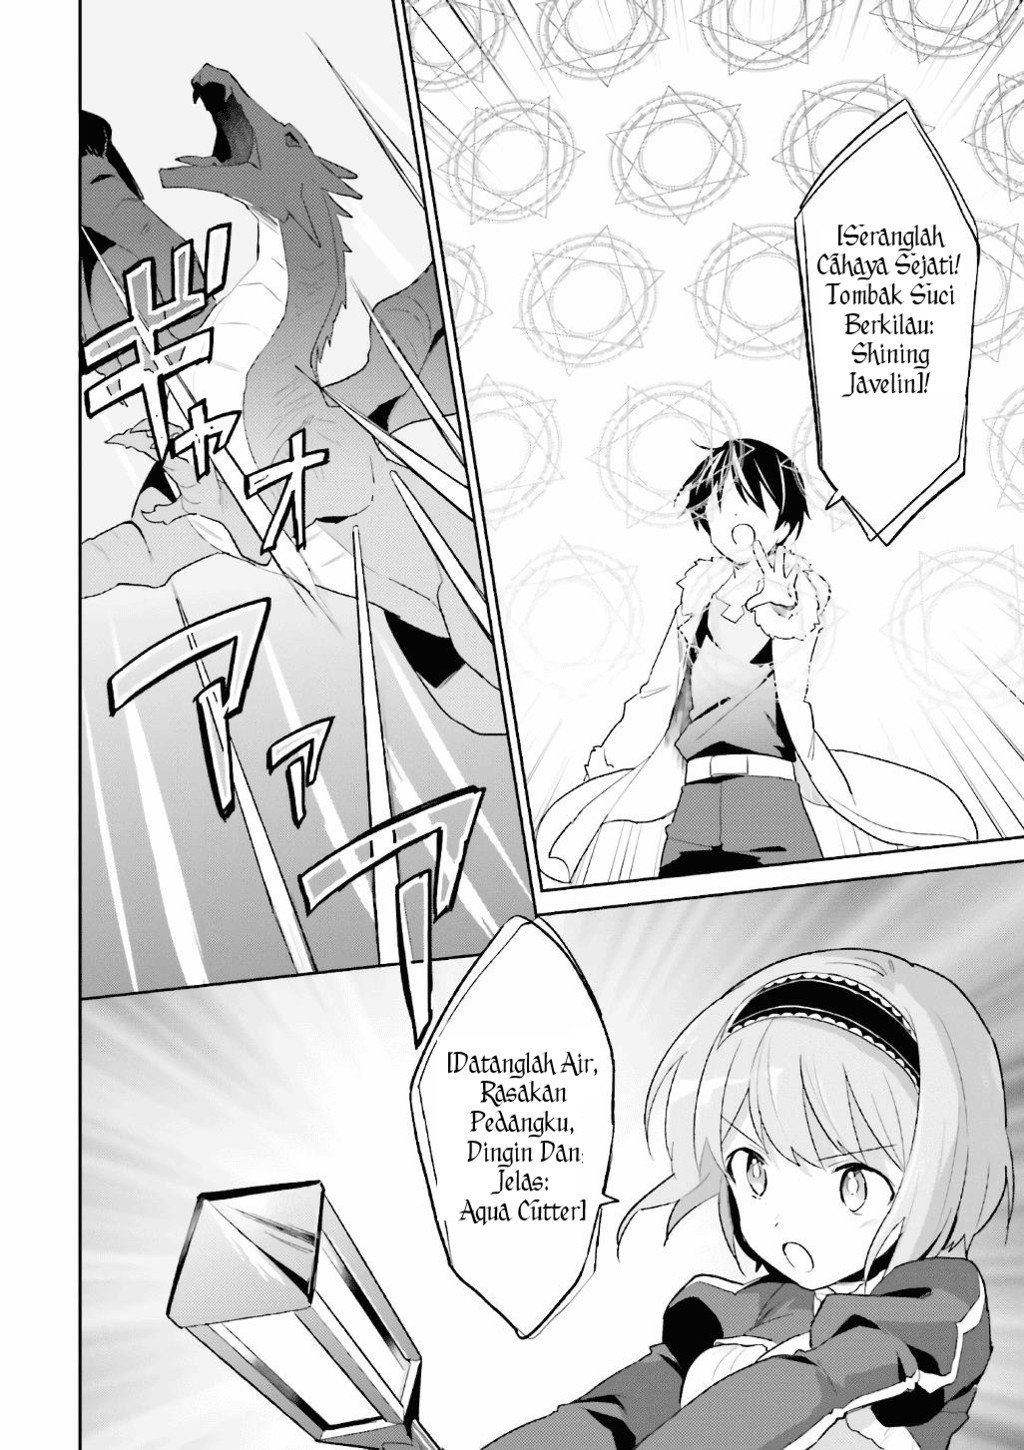 [Seranglah
Cahaya Sejati!
Tombak Suci
Berkilau:
Shining
Javelin]!
ギャオ
アァァァ
[Datanglah Air,
Rasakan
Pedangku,
Dingin Dan
Jelas:
Aqua Cutter]